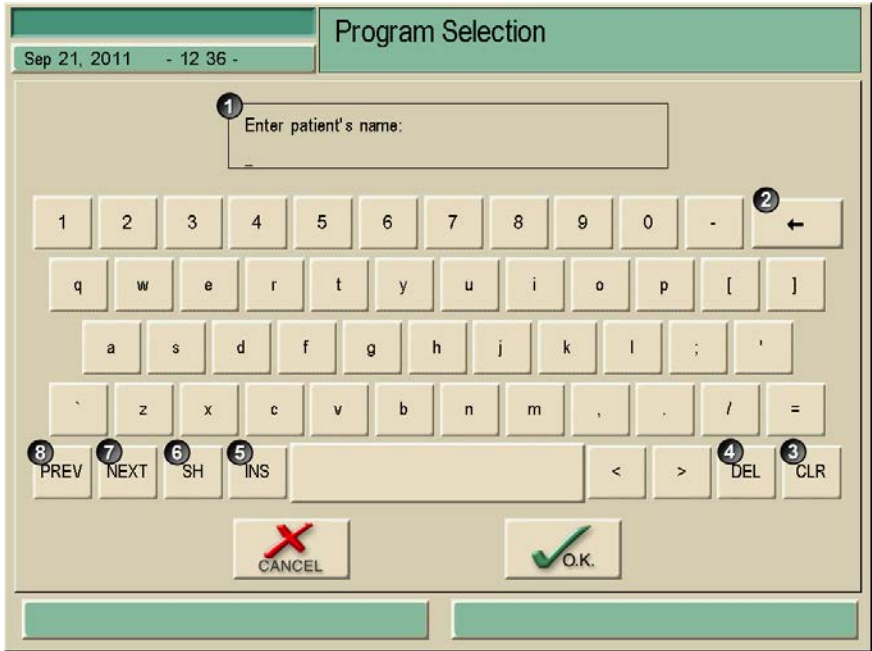 Program Selection
Sep 21, 2011 - 12 36 -
1
Enter patient's name:
_
2
1 2 3 4 5 6 7 8 9 0 - ←
q w e r t y u i o p [ ]
a s d f g h j k l ; '
` z x c v b n m , . / =
8 7 6 5 4 3
PREV NEXT SH INS < > DEL CLR
CANCEL O.K.